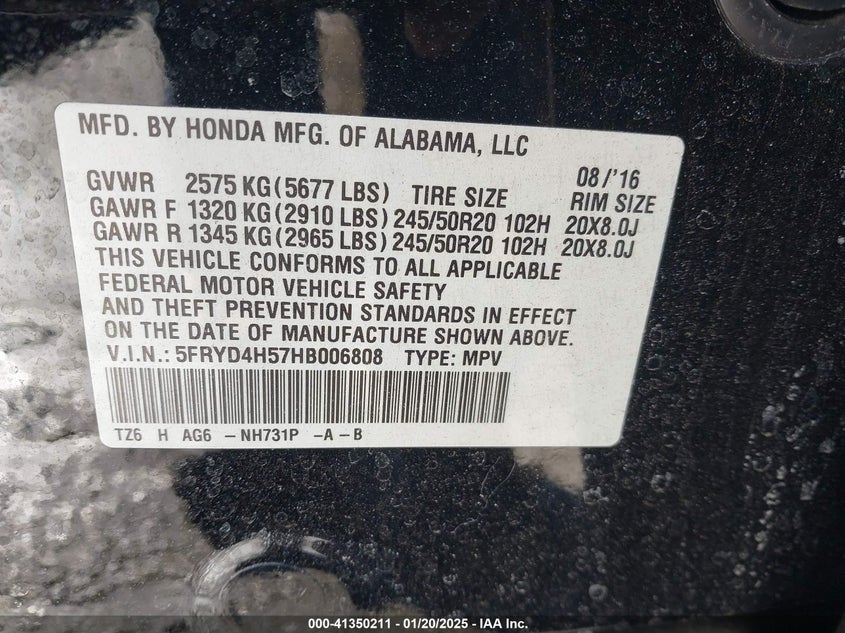 MFD. BY HONDA MFG. OF ALABAMA, LLC
08/'16
GVWR 2575 KG (5677 LBS) TIRE SIZE RIM SIZE
GAWR F 1320 KG (2910 LBS) 245/50R20 102H 20X8.0J
GAWR R 1345 KG (2965 LBS) 245/50R20 102H 20X8.0J
THIS VEHICLE CONFORMS TO ALL APPLICABLE
FEDERAL MOTOR VEHICLE SAFETY
AND THEFT PREVENTION STANDARDS IN EFFECT
ON THE DATE OF MANUFACTURE SHOWN ABOVE.
V.I.N.: 5FRYD4H57HB006808 TYPE: MPV
TZ6 H AG6 -NH731P -A-B
000-41350211 - 01/20/2025 - IAA Inc.